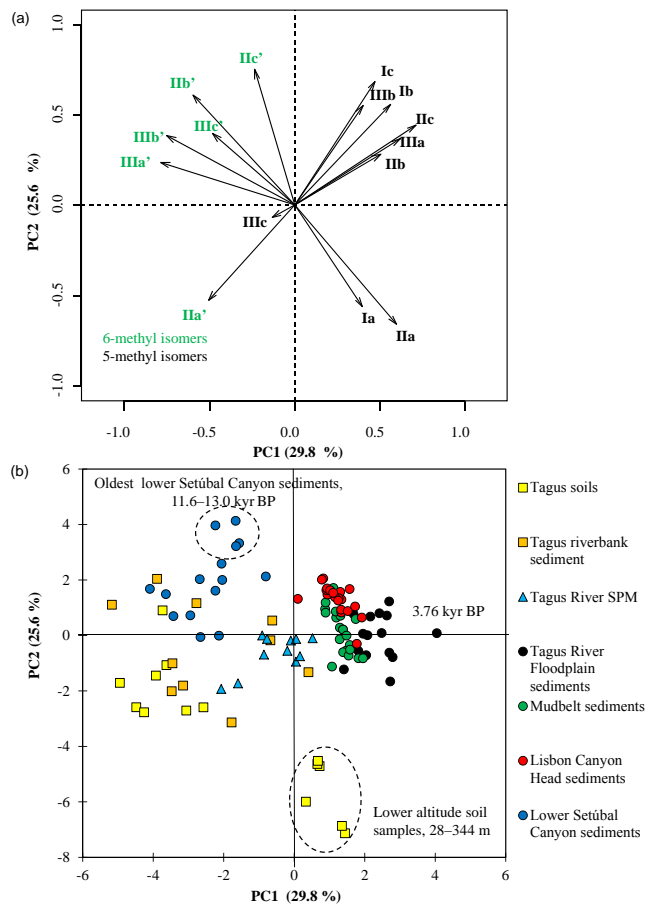 (a)
PC2 (25.6 %)
1.0
0.5
0.0
-0.5
-1.0
IIc’
IIb’
IIIc’
IIIb’
IIIa’
Ic
IIIb Ib
IIc
IIIa
IIb
IIIc
IIa’
Ia
IIa
6-methyl isomers
5-methyl isomers
-1.0 -0.5 0.0 0.5 1.0
PC1 (29.8 %)
(b)
PC2 (25.6 %)
6
4
2
0
-2
-4
-6
-8
Oldest lower Setúbal Canyon sediments,
11.6–13.0 kyr BP
3.76 kyr BP
Lower altitude soil
samples, 28–344 m
-6 -4 -2 0 2 4 6
PC1 (29.8 %)
Tagus soils
Tagus riverbank
sediment
Tagus River SPM
Tagus River
Floodplain
sediments
Mudbelt sediments
Lisbon Canyon
Head sediments
Lower Setúbal
Canyon sediments